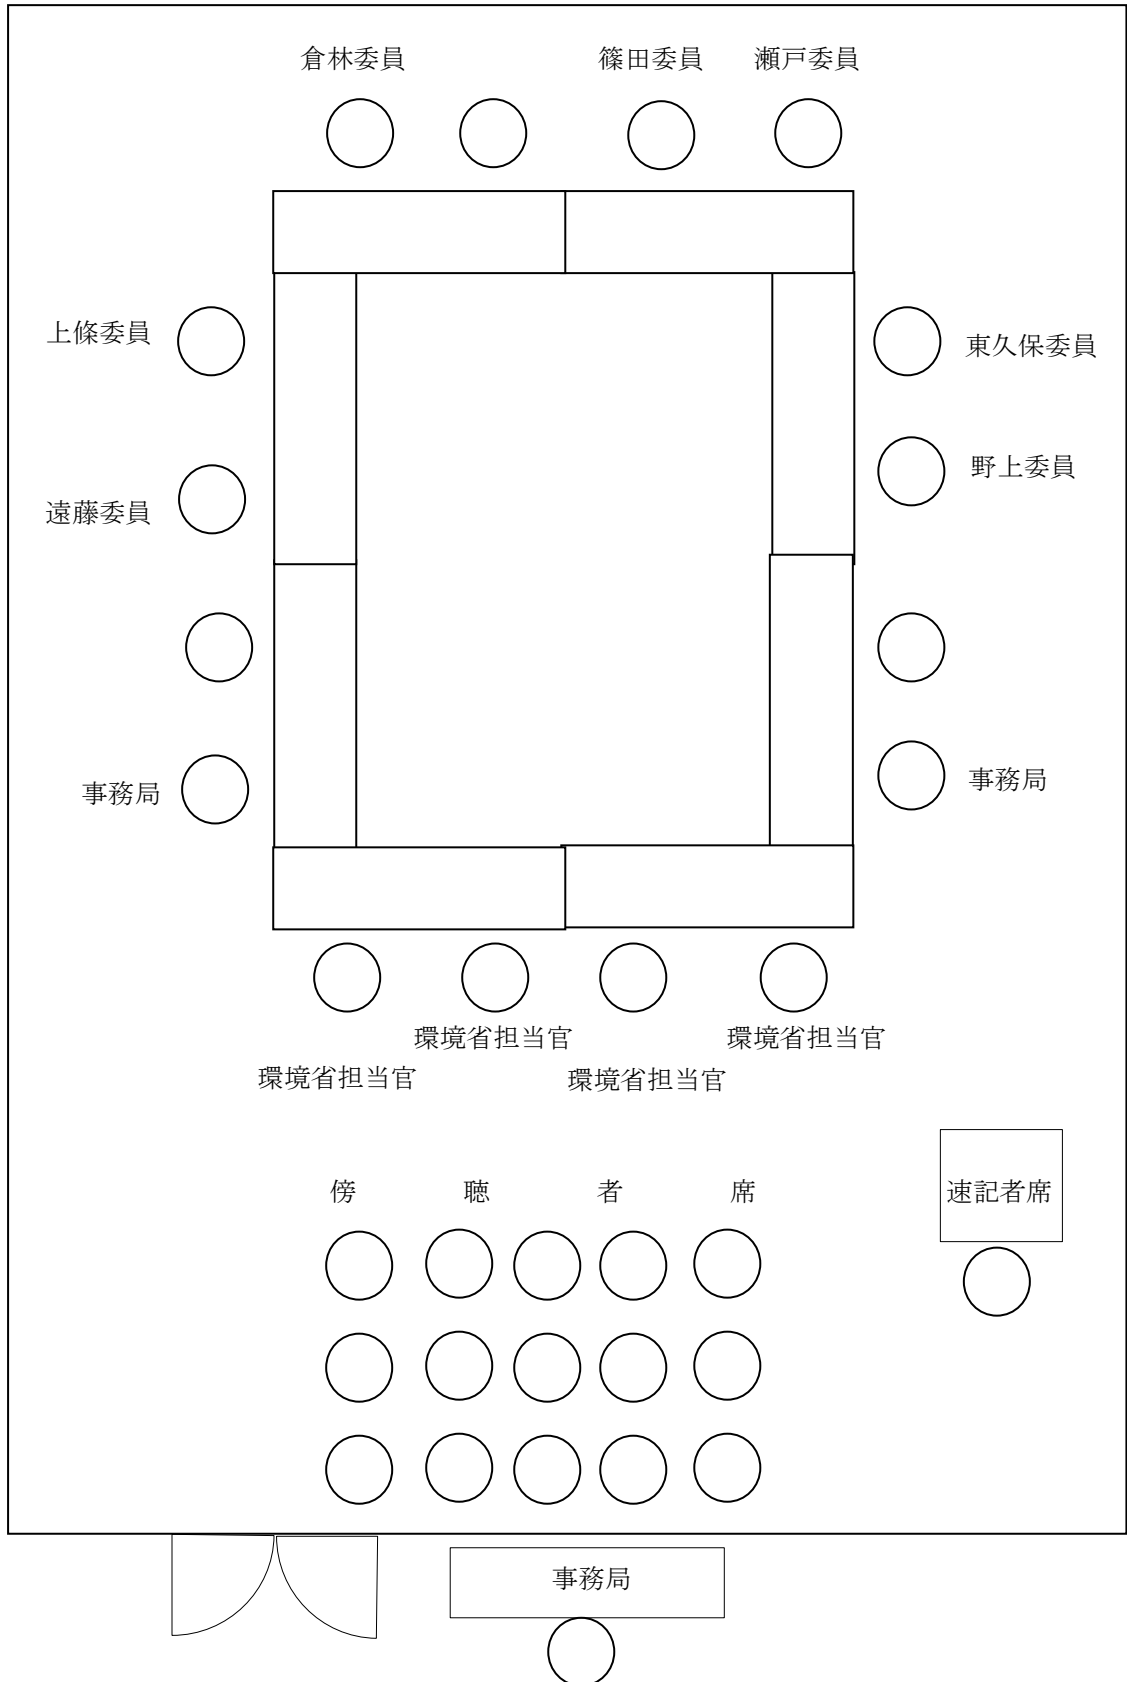 倉林委員
篠田委員
瀬戸委員
上條委員
東久保委員
野上委員
遠藤委員
事務局
事務局
環境省担当官
環境省担当官
環境省担当官
環境省担当官
傍聴者席
速記者席
事務局